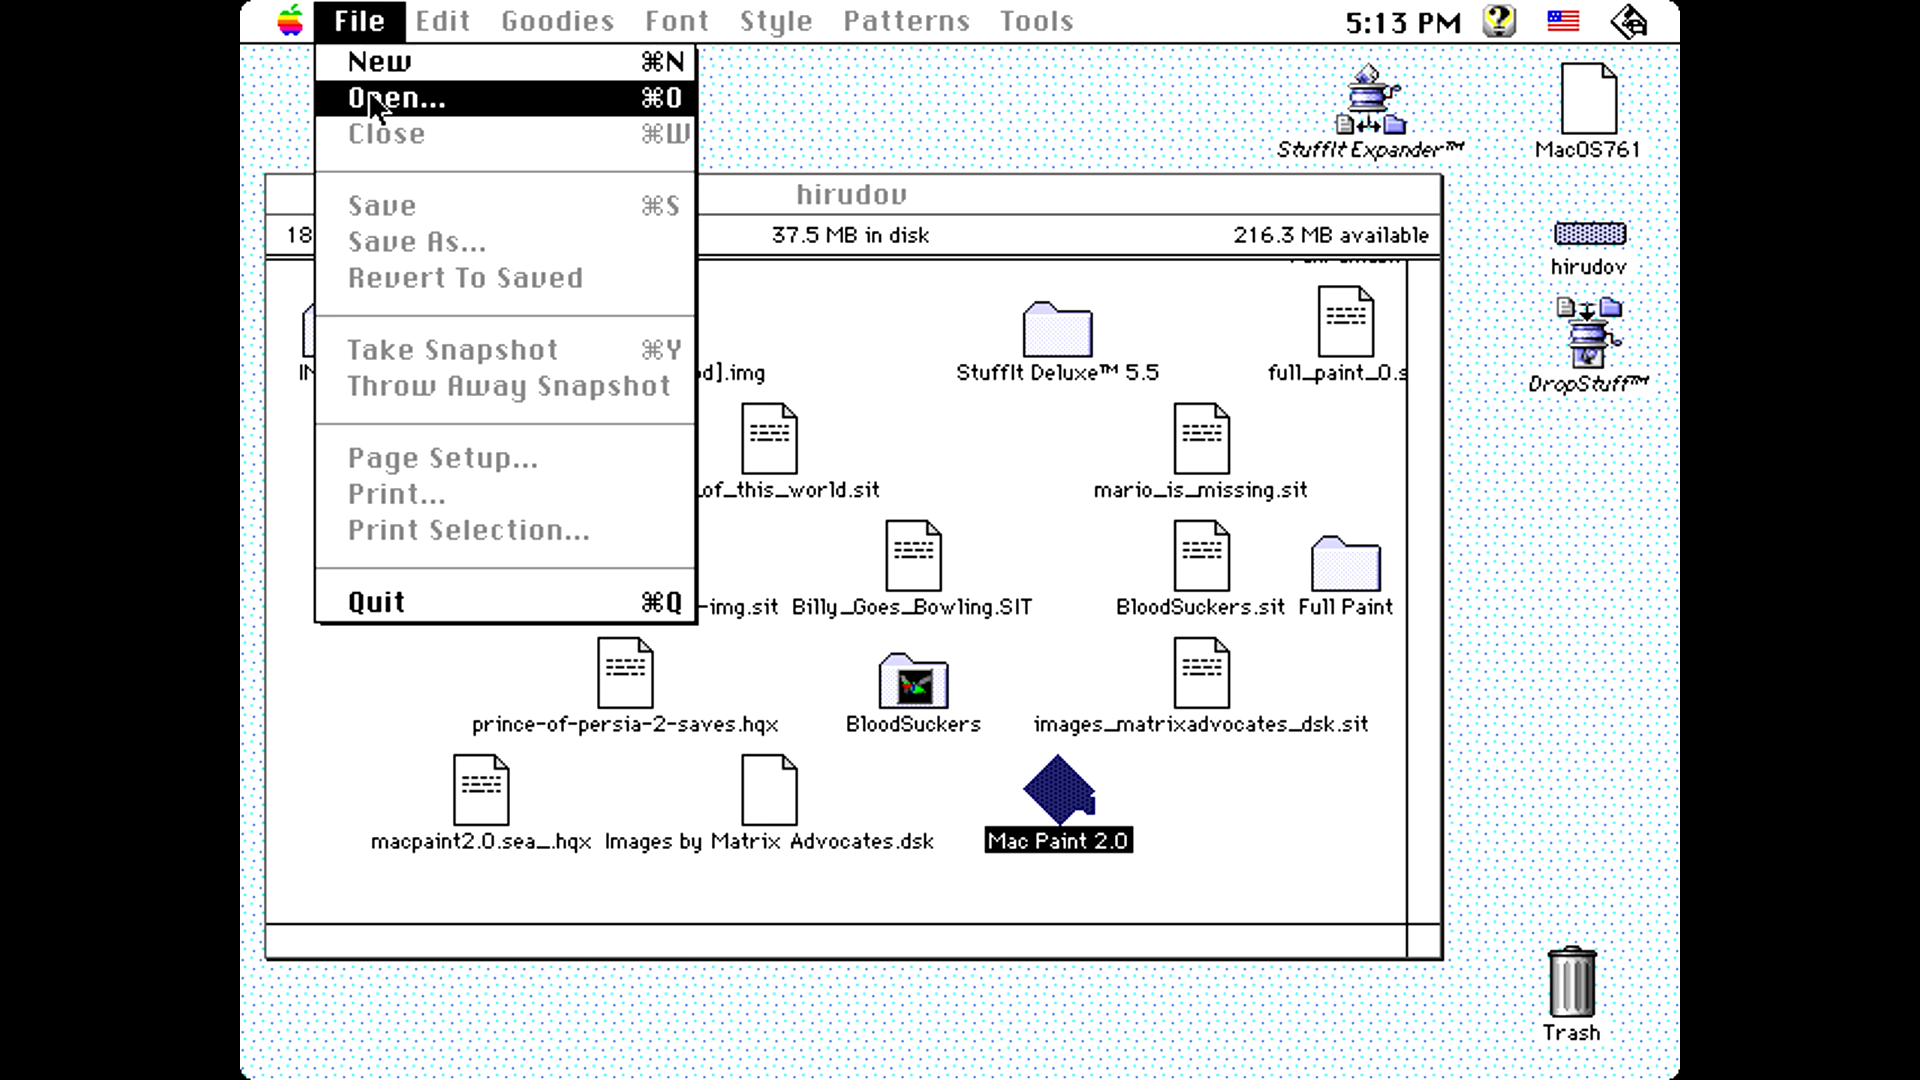 File Edit Goodies Font Style Patterns Tools 5:13 PM
New ⌘N
Open... ⌘O
Close ⌘W
Save ⌘S
Save As...
Revert To Saved
Take Snapshot ⌘Y
Throw Away Snapshot
Page Setup...
Print...
Print Selection...
Quit ⌘Q
StuffIt Expander™
MacOS761
hirudov
18 37.5 MB in disk 216.3 MB available
hirudov
DropStuff™
d].img StuffIt Deluxe™ 5.5 full_paint_0.s
of_this_world.sit mario_is_missing.sit
-img.sit Billy_Goes_Bowling.SIT BloodSuckers.sit Full Paint
prince-of-persia-2-saves.hqx BloodSuckers images_matrixadvocates_dsk.sit
macpaint2.0.sea_.hqx Images by Matrix Advocates.dsk Mac Paint 2.0
Trash